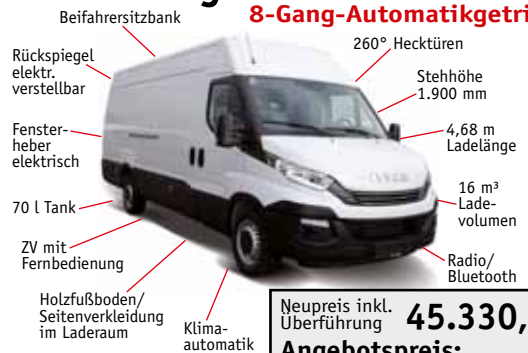 8-Gang-Automatikgetri
Beifahrersitzbank
260° Hecktüren
Rückspiegel
elektr.
verstellbar
Stehhöhe
1.900 mm
Fenster-
heber
elektrisch
4,68 m
Ladelänge
70 l Tank
16 m³
Lade-
volumen
ZV mit
Fernbedienung
Radio/
Bluetooth
Holzfußboden/
Seitenverkleidung
im Laderaum
Klima-
automatik
IVECO
Neupreis inkl.
Überführung 45.330,
Angebotspreis: